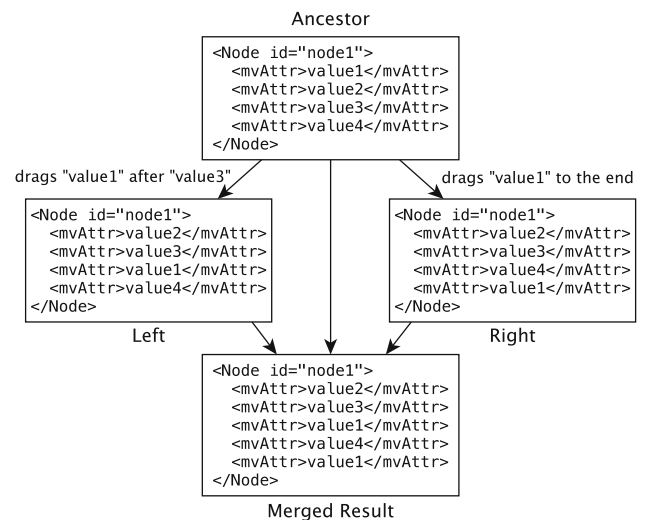 Ancestor
<Node id="node1">
<mvAttr>value1</mvAttr>
<mvAttr>value2</mvAttr>
<mvAttr>value3</mvAttr>
<mvAttr>value4</mvAttr>
</Node>
drags "value1" after "value3"
drags "value1" to the end
<Node id="node1">
<mvAttr>value2</mvAttr>
<mvAttr>value3</mvAttr>
<mvAttr>value1</mvAttr>
<mvAttr>value4</mvAttr>
</Node>
Left
<Node id="node1">
<mvAttr>value2</mvAttr>
<mvAttr>value3</mvAttr>
<mvAttr>value4</mvAttr>
<mvAttr>value1</mvAttr>
</Node>
Right
<Node id="node1">
<mvAttr>value2</mvAttr>
<mvAttr>value3</mvAttr>
<mvAttr>value1</mvAttr>
<mvAttr>value4</mvAttr>
<mvAttr>value1</mvAttr>
</Node>
Merged Result